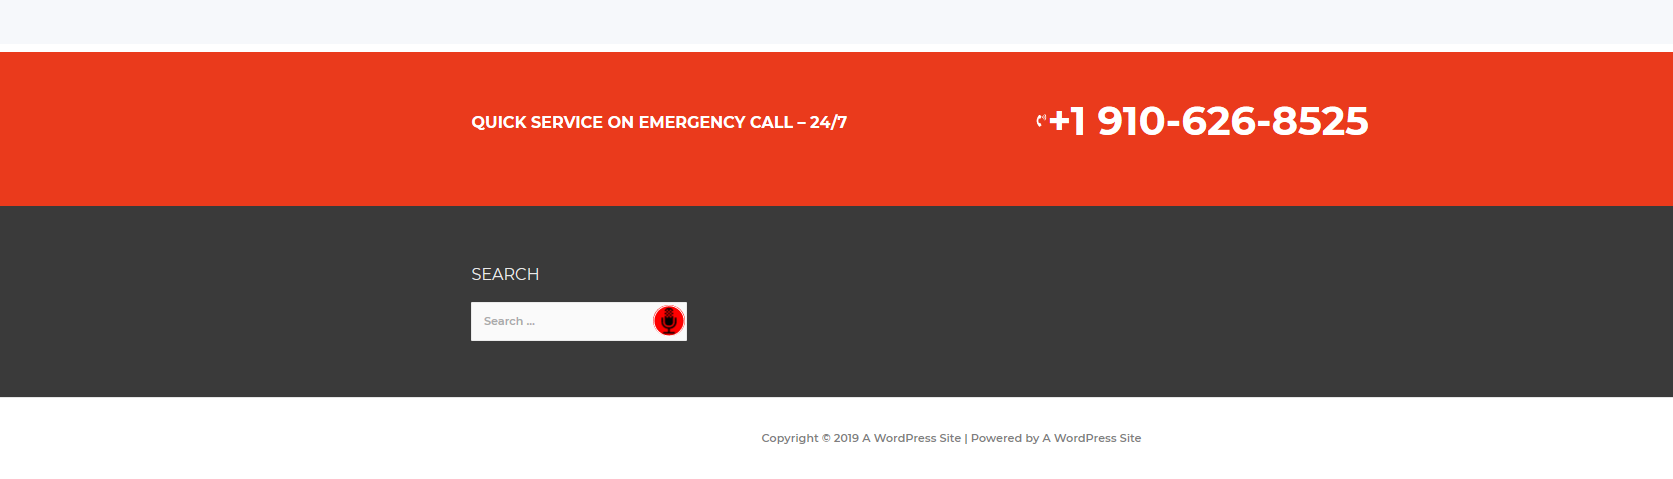 QUICK SERVICE ON EMERGENCY CALL – 24/7
+1 910-626-8525
SEARCH
Search ...
Copyright © 2019 A WordPress Site | Powered by A WordPress Site